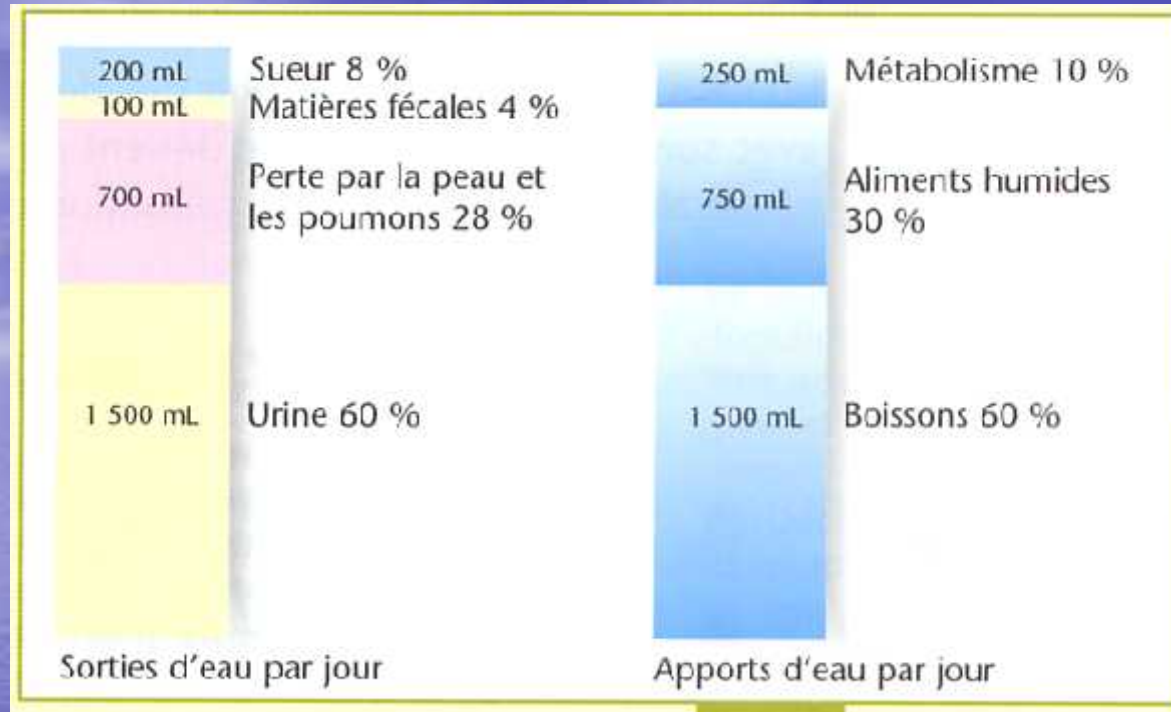 200 mL Sueur 8 %
100 mL Matières fécales 4 %
700 mL Perte par la peau et
les poumons 28 %
1 500 mL Urine 60 %
Sorties d'eau par jour
250 mL Métabolisme 10 %
750 mL Aliments humides
30 %
1 500 mL Boissons 60 %
Apports d'eau par jour